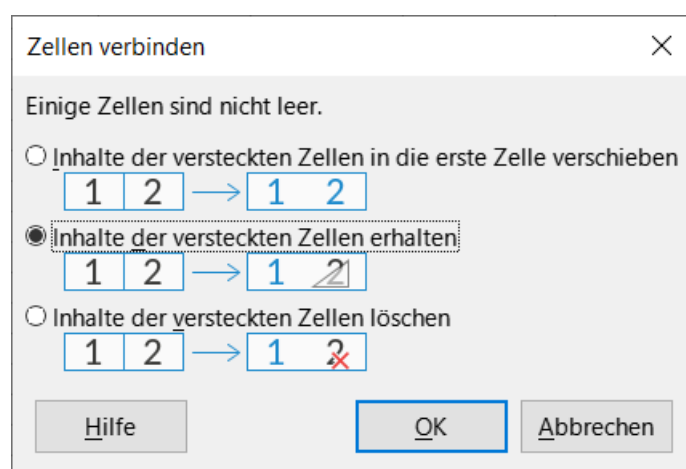 Zellen verbinden
Einige Zellen sind nicht leer.
Inhalte der versteckten Zellen in die erste Zelle verschieben
1 2 → 1 2
Inhalte der versteckten Zellen erhalten
1 2 → 1 2
Inhalte der versteckten Zellen löschen
1 2 → 1 2
Hilfe OK Abbrechen